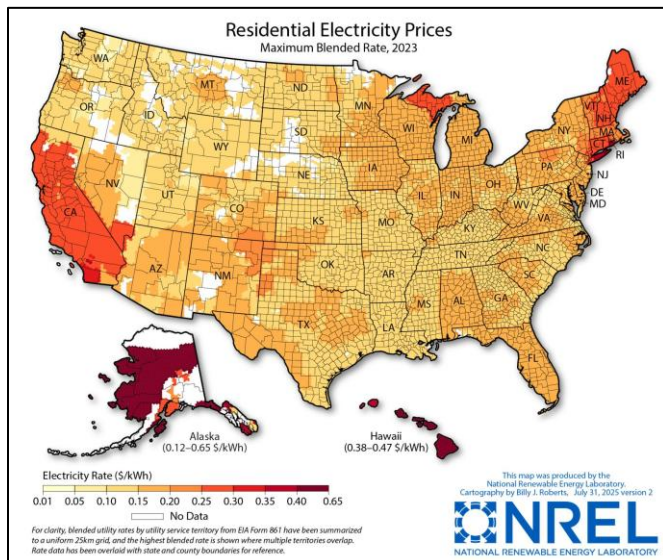 Residential Electricity Prices
Maximum Blended Rate, 2023
WA
MT
ND
MN
ME
VT
NH
OR
ID
SD
WI
MI
NY
MA
CT
RI
WY
NE
IA
PA
NJ
NV
UT
CO
IL
IN
OH
DE
MD
CA
KS
MO
WV
VA
KY
AZ
NM
OK
AR
TN
NC
SC
TX
LA
MS
AL
GA
FL
Alaska
(0.12–0.65 $/kWh)
Hawaii
(0.38–0.47 $/kWh)
Electricity Rate ($/kWh)
0.01 0.05 0.10 0.15 0.20 0.25 0.30 0.35 0.40 0.65
No Data
For clarity, blended utility rates by utility service territory from EIA Form 861 have been summarized
to a uniform 25km grid, and the highest blended rate is shown where multiple territories overlap.
Rate data has been overlaid with state and county boundaries for reference.
This map was produced by the
National Renewable Energy Laboratory.
Cartography by Billy J. Roberts, July 31, 2025 version 2
NREL
NATIONAL RENEWABLE ENERGY LABORATORY